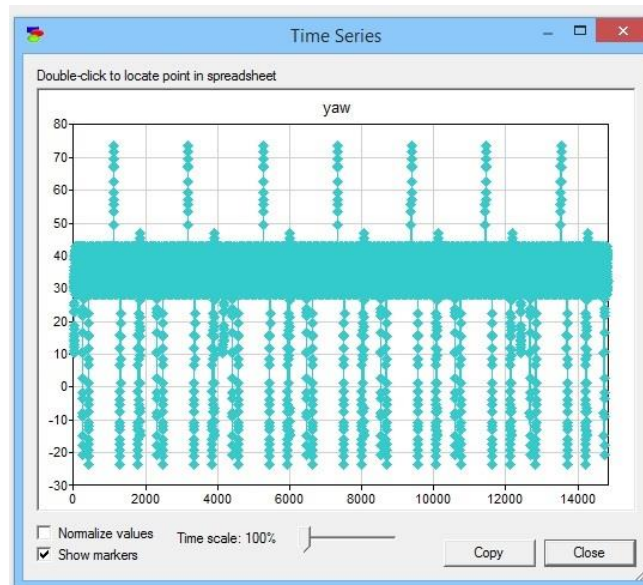 Time Series
Double-click to locate point in spreadsheet
yaw
80
70
60
50
40
30
20
10
0
-10
-20
-30
0 2000 4000 6000 8000 10000 12000 14000
Normalize values
Show markers
Time scale: 100%
Copy
Close